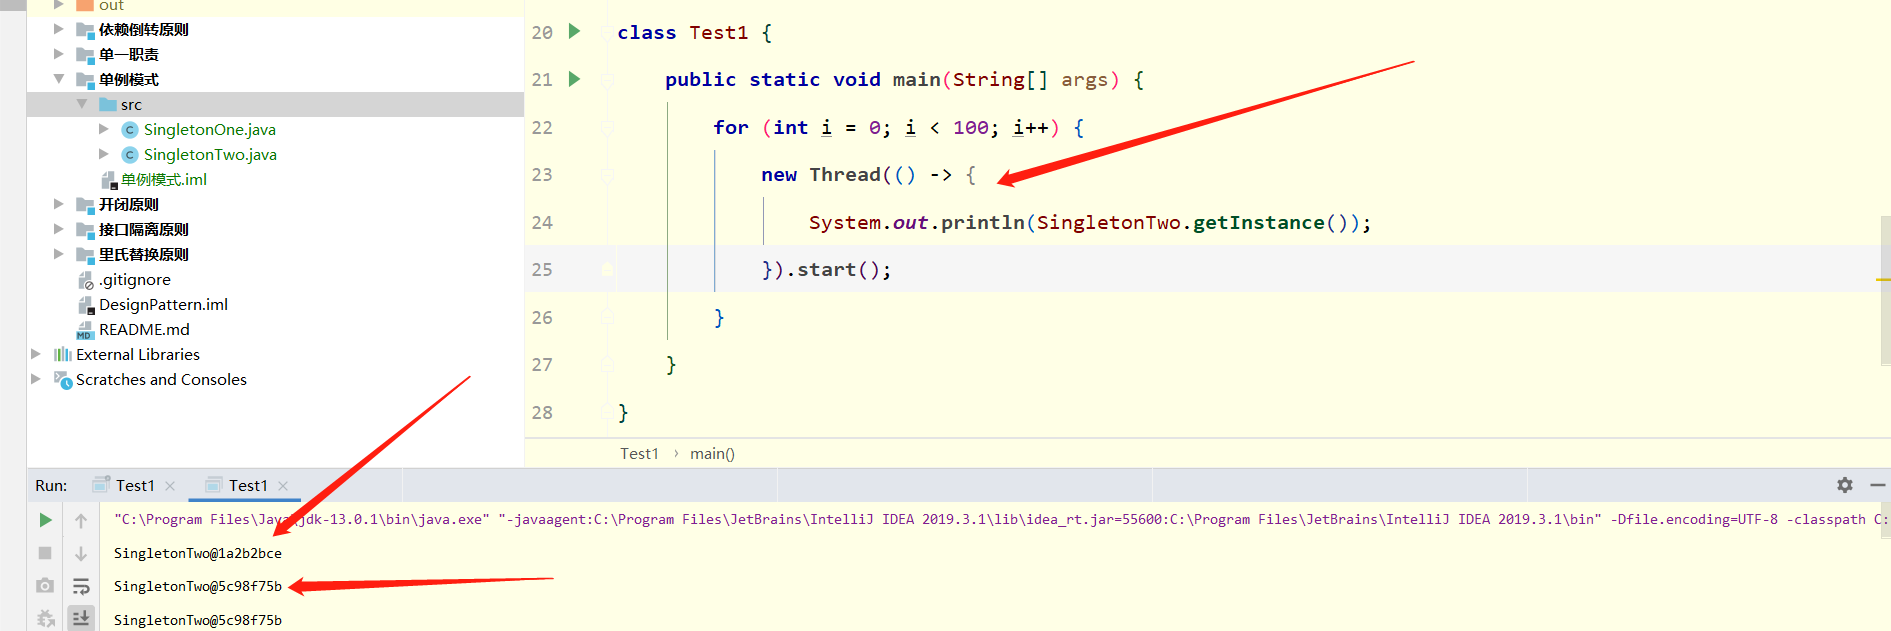 out
依赖倒转原则
单一职责
单例模式
src
SingletonOne.java
SingletonTwo.java
单例模式.iml
开闭原则
接口隔离原则
里氏替换原则
.gitignore
DesignPattern.iml
README.md
External Libraries
Scratches and Consoles
20 class Test1 {
21 public static void main(String[] args) {
22 for (int i = 0; i < 100; i++) {
23 new Thread(() -> {
24 System.out.println(SingletonTwo.getInstance());
25 }).start();
26 }
27 }
28 }
Test1 › main()
Run: Test1 × Test1 ×
"C:\Program Files\Java\jdk-13.0.1\bin\java.exe" "-javaagent:C:\Program Files\JetBrains\IntelliJ IDEA 2019.3.1\lib\idea_rt.jar=55600:C:\Program Files\JetBrains\IntelliJ IDEA 2019.3.1\bin" -Dfile.encoding=UTF-8 -classpath C:
SingletonTwo@1a2b2bce
SingletonTwo@5c98f75b
SingletonTwo@5c98f75b